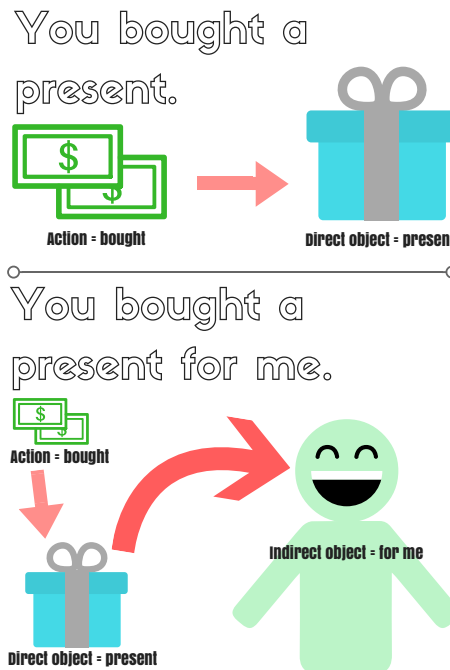 You bought a
present.
$
$
Action = bought
Direct object = presen
You bought a
present for me.
$
$
Action = bought
Indirect object = for me
Direct object = present